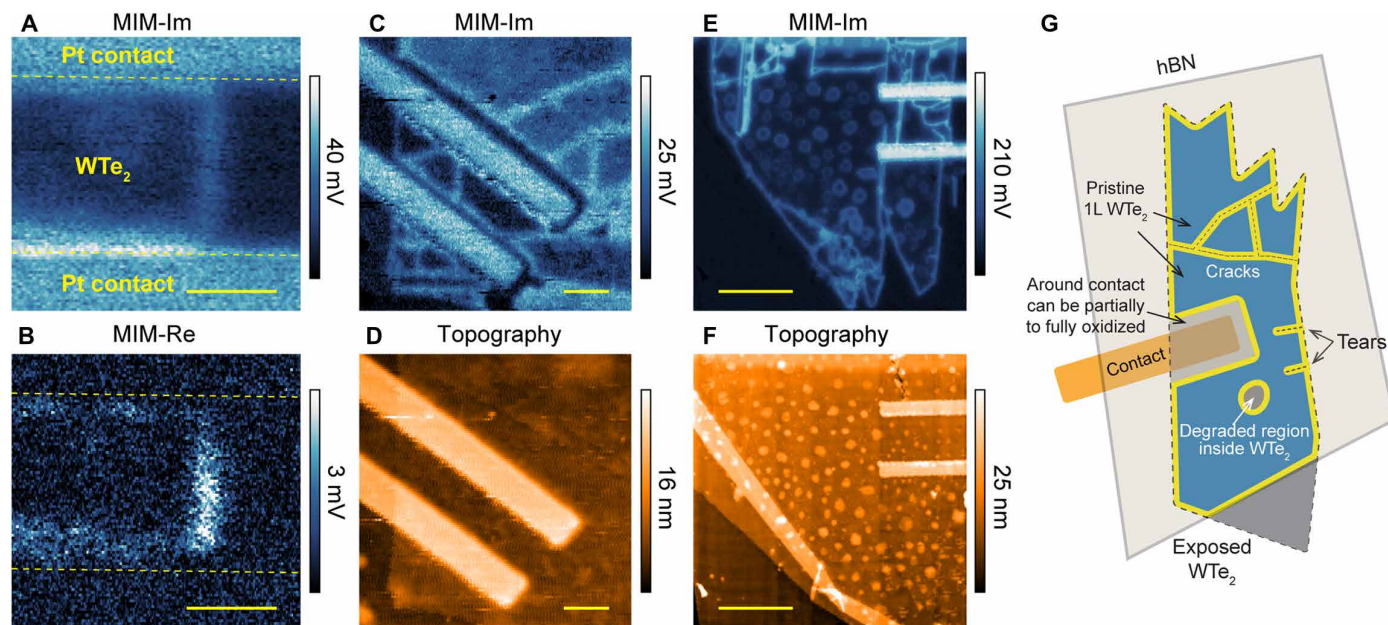 A
MIM-Im
Pt contact
WTe₂
Pt contact
40 mV
B
MIM-Re
3 mV
C
MIM-Im
25 mV
D
Topography
16 nm
E
MIM-Im
210 mV
F
Topography
25 nm
G
hBN
Pristine
1L WTe₂
Cracks
Around contact
can be partially
to fully oxidized
Contact
Tears
Degraded region
inside WTe₂
Exposed
WTe₂